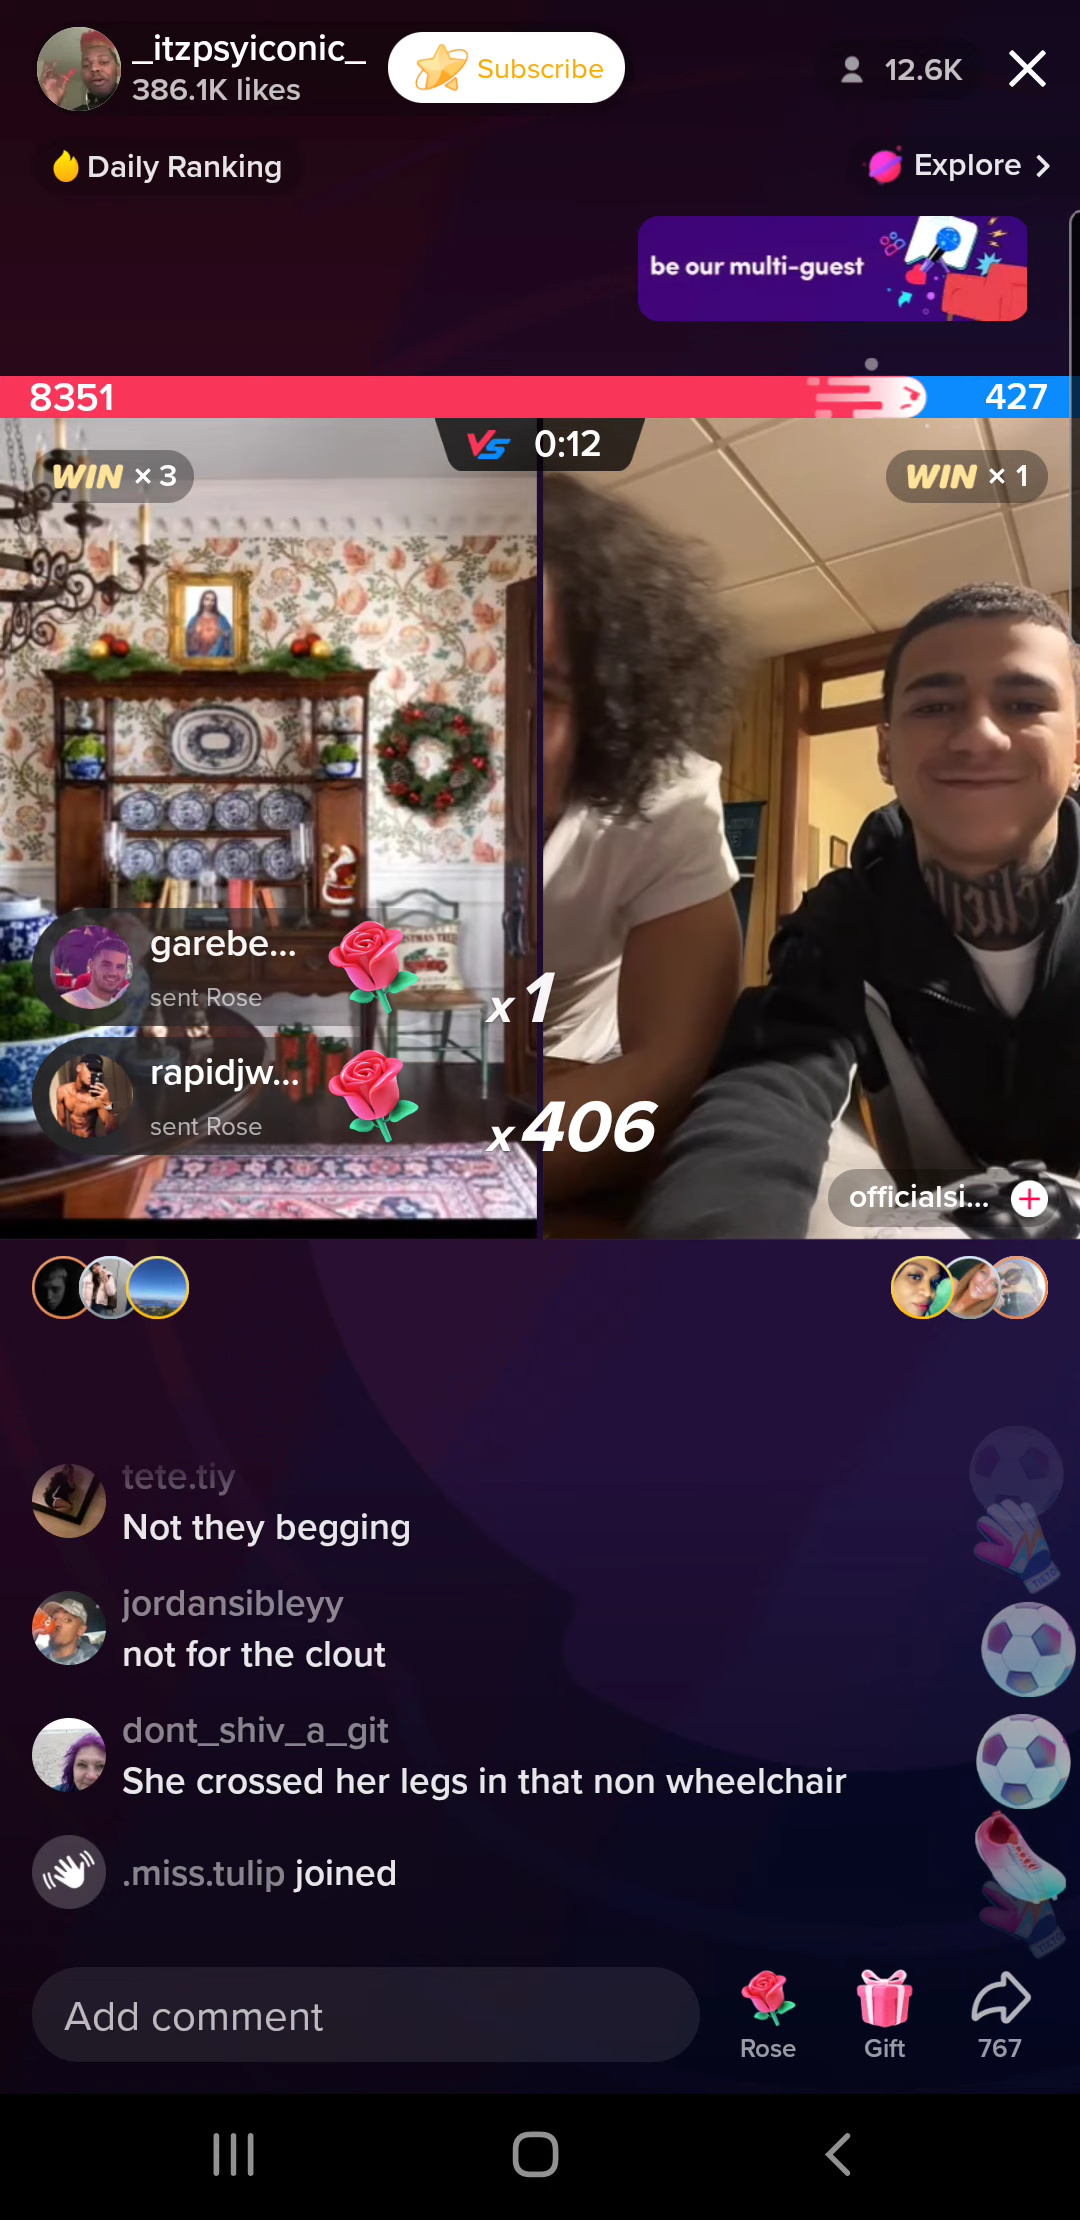 _itzpsyiconic_
386.1K likes
Subscribe
12.6K
Daily Ranking
Explore
be our multi-guest
8351
427
VS 0:12
WIN × 3
WIN × 1
garebe...
sent Rose
x1
rapidjw...
sent Rose
x406
officialsi...
tete.tiy
Not they begging
jordansibleyy
not for the clout
dont_shiv_a_git
She crossed her legs in that non wheelchair
.miss.tulip joined
Add comment
Rose
Gift
767